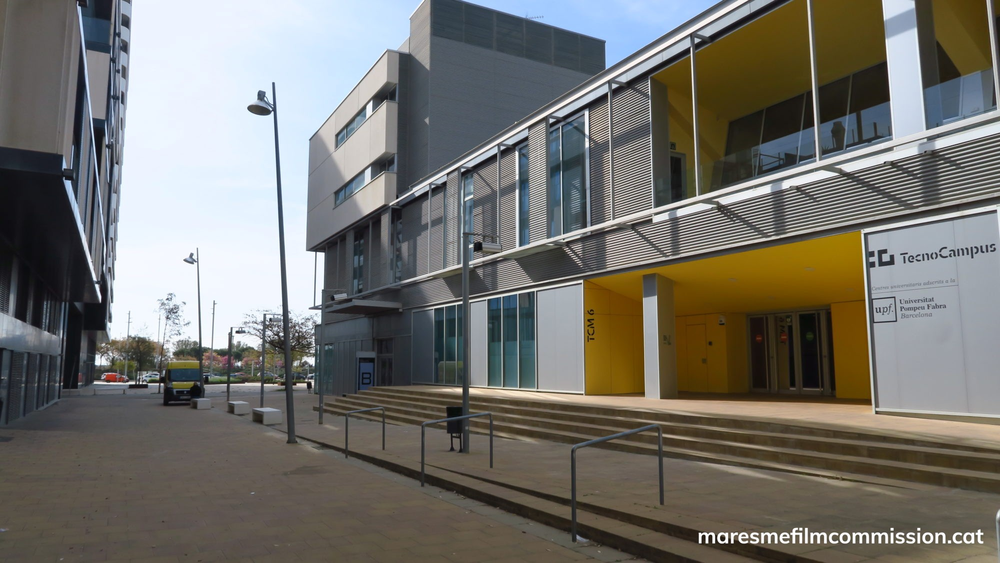 TecnoCampus
Centres universitaris adscrits a la
upf.
Universitat
Pompeu Fabra
Barcelona
TCM 6
B
maresmefilmcommission.cat